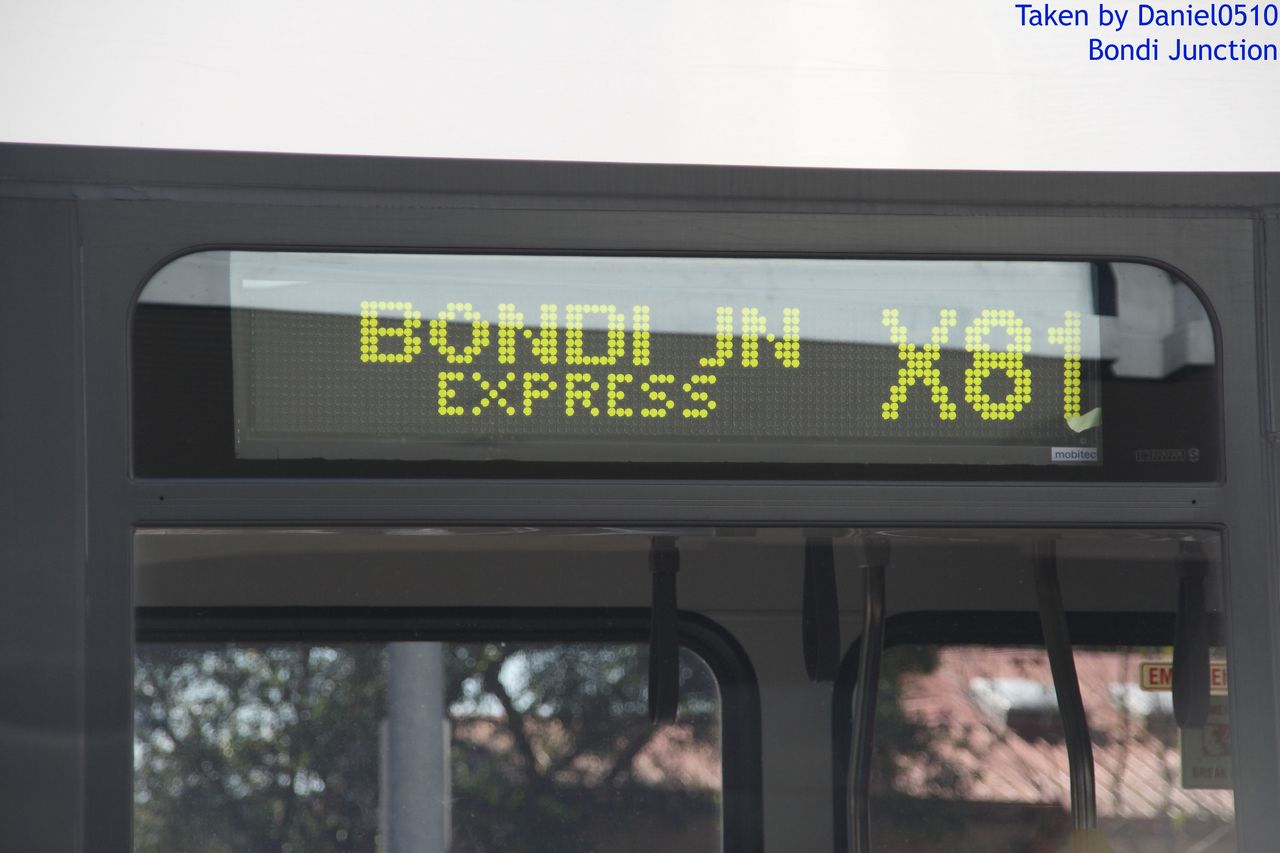 Taken by Daniel0510
Bondi Junction
BONDI JN X81
EXPRESS
mobitec